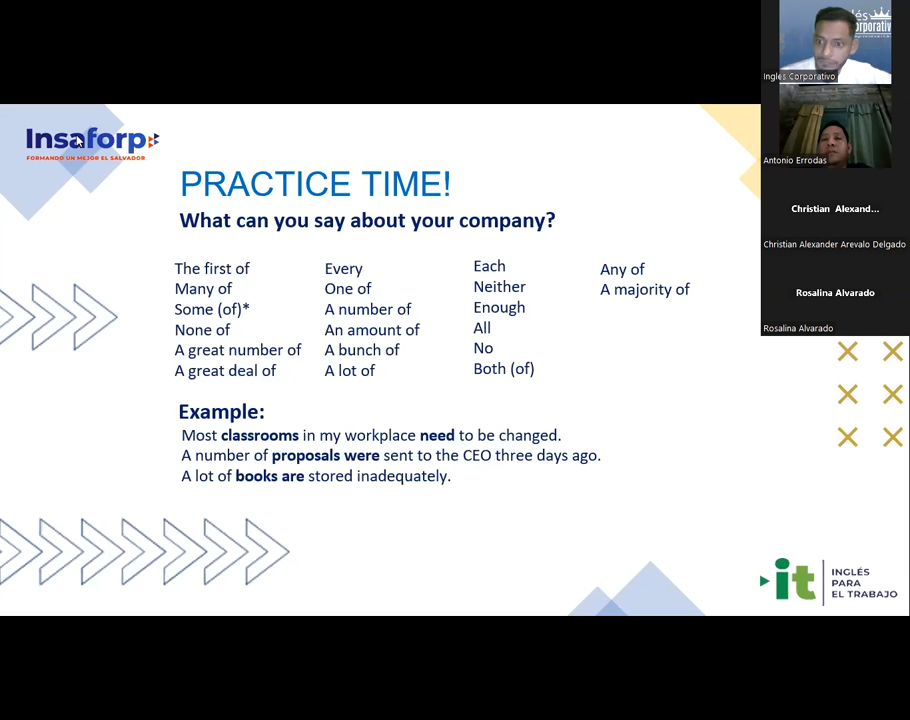 Insaforp
FORMANDO UN MEJOR EL SALVADOR
PRACTICE TIME!
What can you say about your company?
The first of
Many of
Some (of)*
None of
A great number of
A great deal of
Every
One of
A number of
An amount of
A bunch of
A lot of
Each
Neither
Enough
All
No
Both (of)
Any of
A majority of
Example:
Most classrooms in my workplace need to be changed.
A number of proposals were sent to the CEO three days ago.
A lot of books are stored inadequately.
it
INGLÉS
PARA
EL TRABAJO
Ingles Corporativo
Antonio Errodas
Christian Alexand...
Christian Alexander Arevalo Delgado
Rosalina Alvarado
Rosalina Alvarado